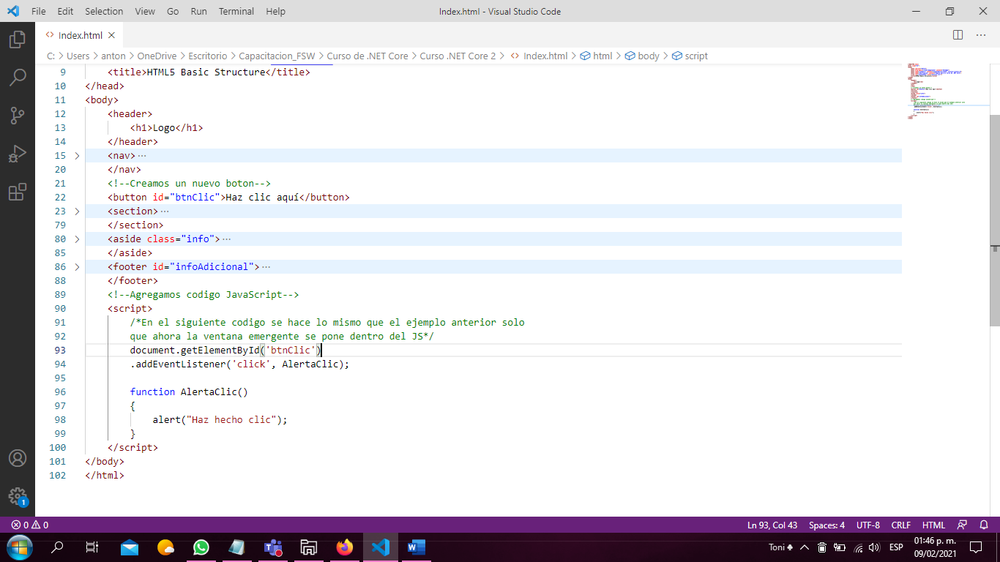 File Edit Selection View Go Run Terminal Help Index.html - Visual Studio Code
Index.html
C: > Users > anton > OneDrive > Escritorio > Capacitacion_FSW > Curso de .NET Core > Curso .NET Core 2 > Index.html > html > body > script
9 <title>HTML5 Basic Structure</title>
10 </head>
11 <body>
12 <header>
13 <h1>Logo</h1>
14 </header>
15 <nav>···
20 </nav>
21 <!--Creamos un nuevo boton-->
22 <button id="btnClic">Haz clic aquí</button>
23 <section>···
79 </section>
80 <aside class="info">···
85 </aside>
86 <footer id="infoAdicional">···
88 </footer>
89 <!--Agregamos codigo JavaScript-->
90 <script>
91 /*En el siguiente codigo se hace lo mismo que el ejemplo anterior solo
92 que ahora la ventana emergente se pone dentro del JS*/
93 document.getElementById('btnClic')
94 .addEventListener('click', AlertaClic);
95
96 function AlertaClic()
97 {
98 alert("Haz hecho clic");
99 }
100 </script>
101 </body>
102 </html>
1
0 0 Ln 93, Col 43 Spaces: 4 UTF-8 CRLF HTML
Toni ESP 01:46 p. m.
09/02/2021